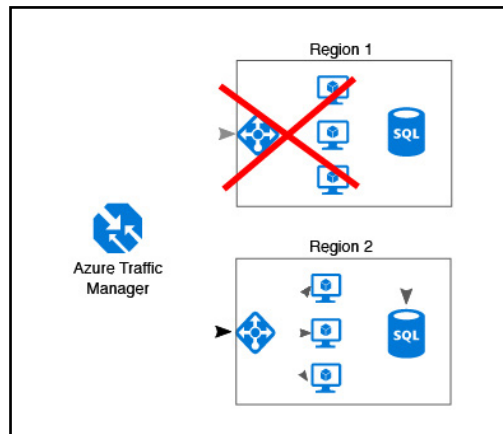 Region 1
SQL
Azure Traffic
Manager
Region 2
SQL